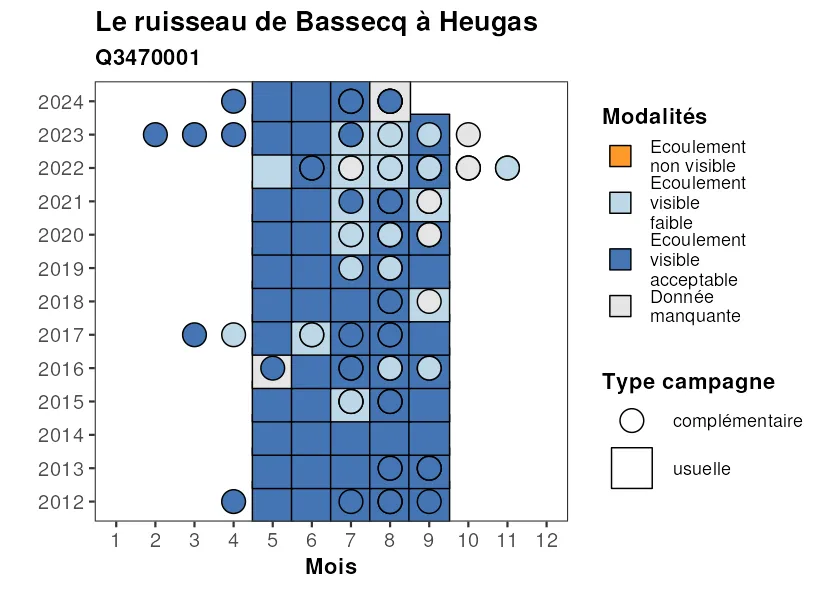 Le ruisseau de Bassecq à Heugas
Q3470001
2024
2023
2022
2021
2020
2019
2018
2017
2016
2015
2014
2013
2012
1 2 3 4 5 6 7 8 9 10 11 12
Mois
Modalités
Ecoulement
non visible
Ecoulement
visible
faible
Ecoulement
visible
acceptable
Donnée
manquante
Type campagne
complémentaire
usuelle